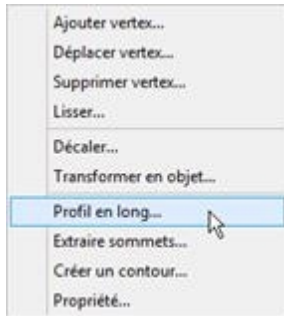 Ajouter vertex...
Déplacer vertex...
Supprimer vertex...
Lisser...
Décaler...
Transformer en objet...
Profil en long...
Extraire sommets...
Créer un contour...
Propriété...